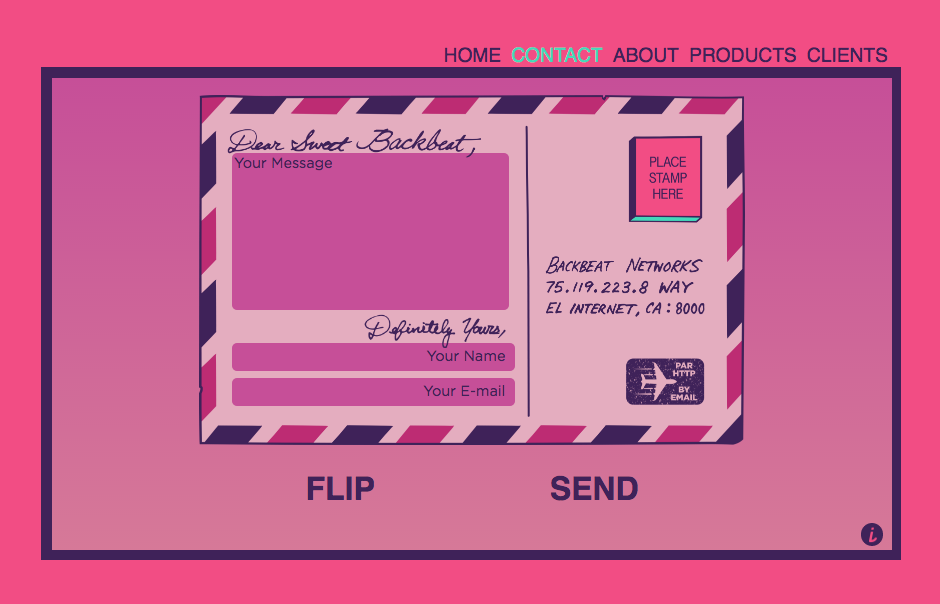 HOME CONTACT ABOUT PRODUCTS CLIENTS
Dear Sweet Backbeat,
Your Message
Definitely Yours,
Your Name
Your E-mail
PLACE
STAMP
HERE
BACKBEAT NETWORKS
75.119.223.8 WAY
EL INTERNET, CA : 8000
PAR
HTTP
BY
EMAIL
FLIP
SEND
i